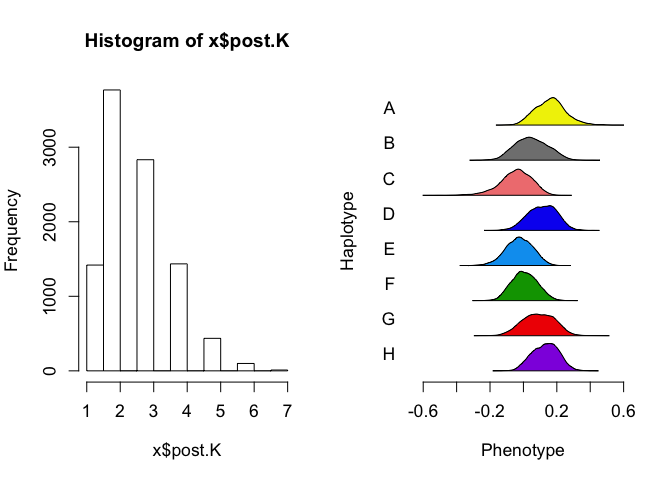 Histogram of x$post.K
Frequency
0
1000
2000
3000
1 2 3 4 5 6 7
x$post.K
Haplotype
A
B
C
D
E
F
G
H
-0.6 -0.2 0.2 0.6
Phenotype